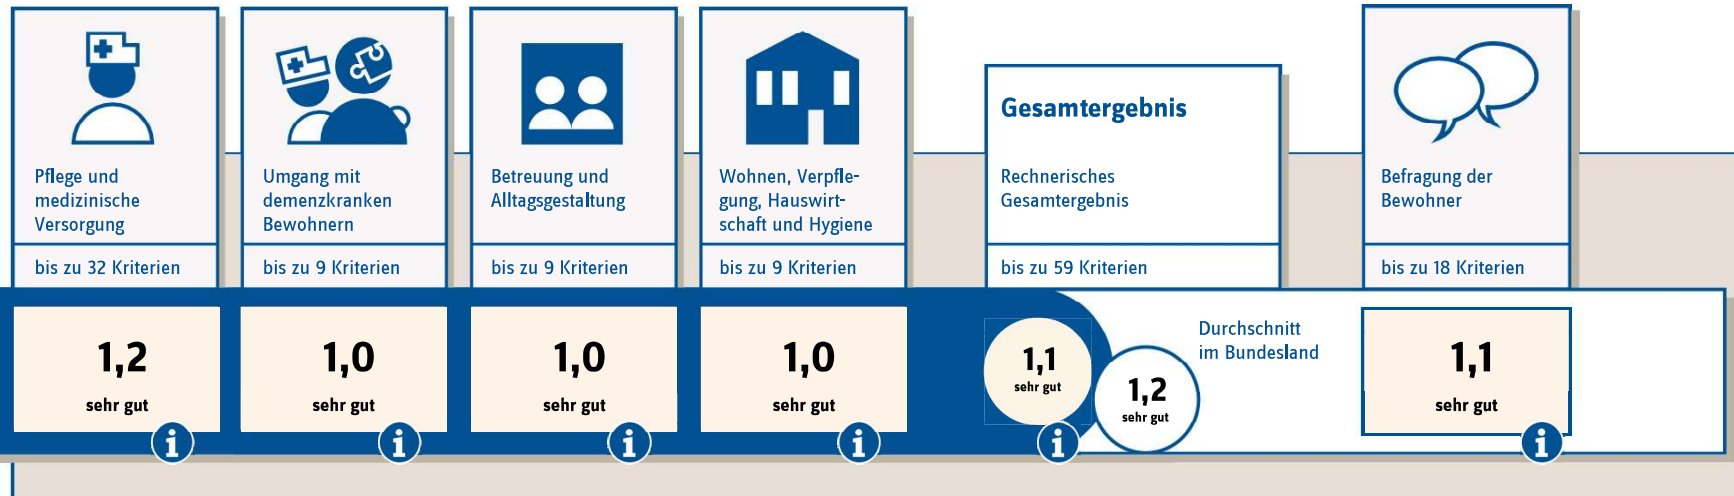 Pflege und
medizinische
Versorgung
bis zu 32 Kriterien
1,2
sehr gut
i
Umgang mit
demenzkranken
Bewohnern
bis zu 9 Kriterien
1,0
sehr gut
i
Betreuung und
Alltagsgestaltung
bis zu 9 Kriterien
1,0
sehr gut
i
Wohnen, Verpfle-
gung, Hauswirt-
schaft und Hygiene
bis zu 9 Kriterien
1,0
sehr gut
i
Gesamtergebnis
Rechnerisches
Gesamtergebnis
bis zu 59 Kriterien
1,1
sehr gut
i
Durchschnitt
im Bundesland
1,2
sehr gut
Befragung der
Bewohner
bis zu 18 Kriterien
1,1
sehr gut
i